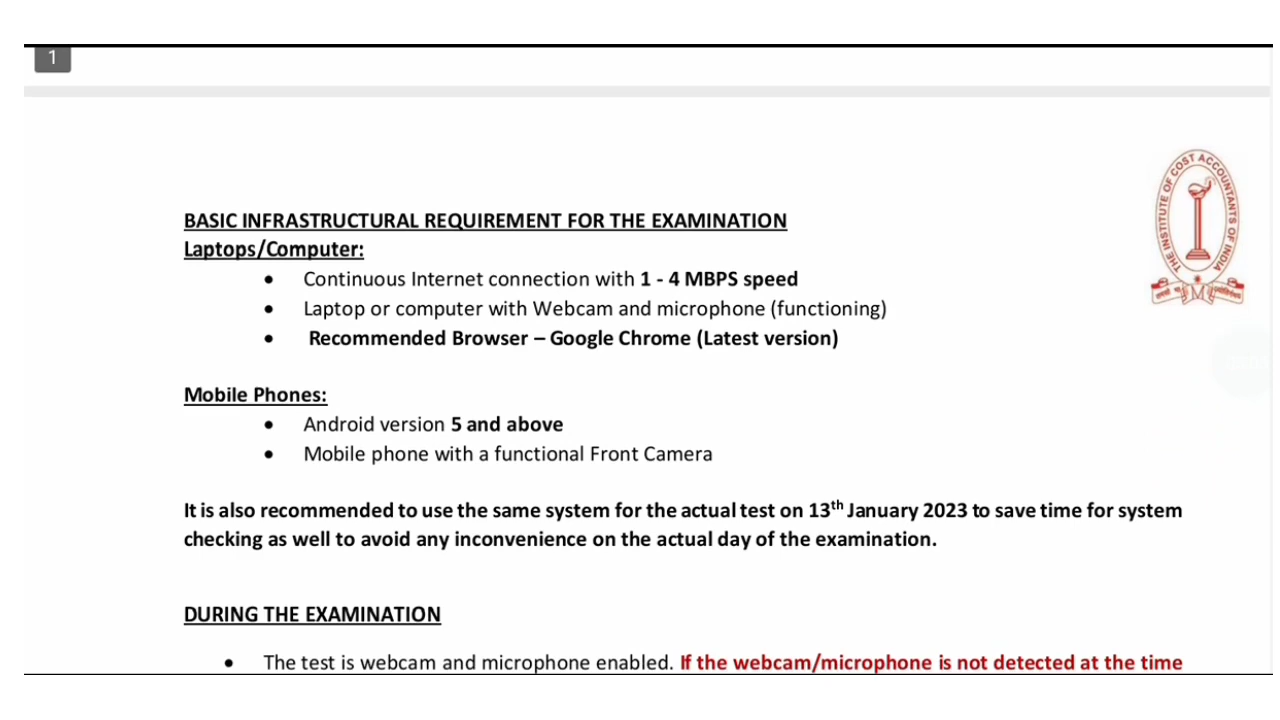 1
THE INSTITUTE OF COST ACCOUNTANTS OF INDIA
BASIC INFRASTRUCTURAL REQUIREMENT FOR THE EXAMINATION
Laptops/Computer:
• Continuous Internet connection with 1 - 4 MBPS speed
• Laptop or computer with Webcam and microphone (functioning)
• Recommended Browser – Google Chrome (Latest version)
Mobile Phones:
• Android version 5 and above
• Mobile phone with a functional Front Camera
It is also recommended to use the same system for the actual test on 13th January 2023 to save time for system
checking as well to avoid any inconvenience on the actual day of the examination.
DURING THE EXAMINATION
• The test is webcam and microphone enabled. If the webcam/microphone is not detected at the time